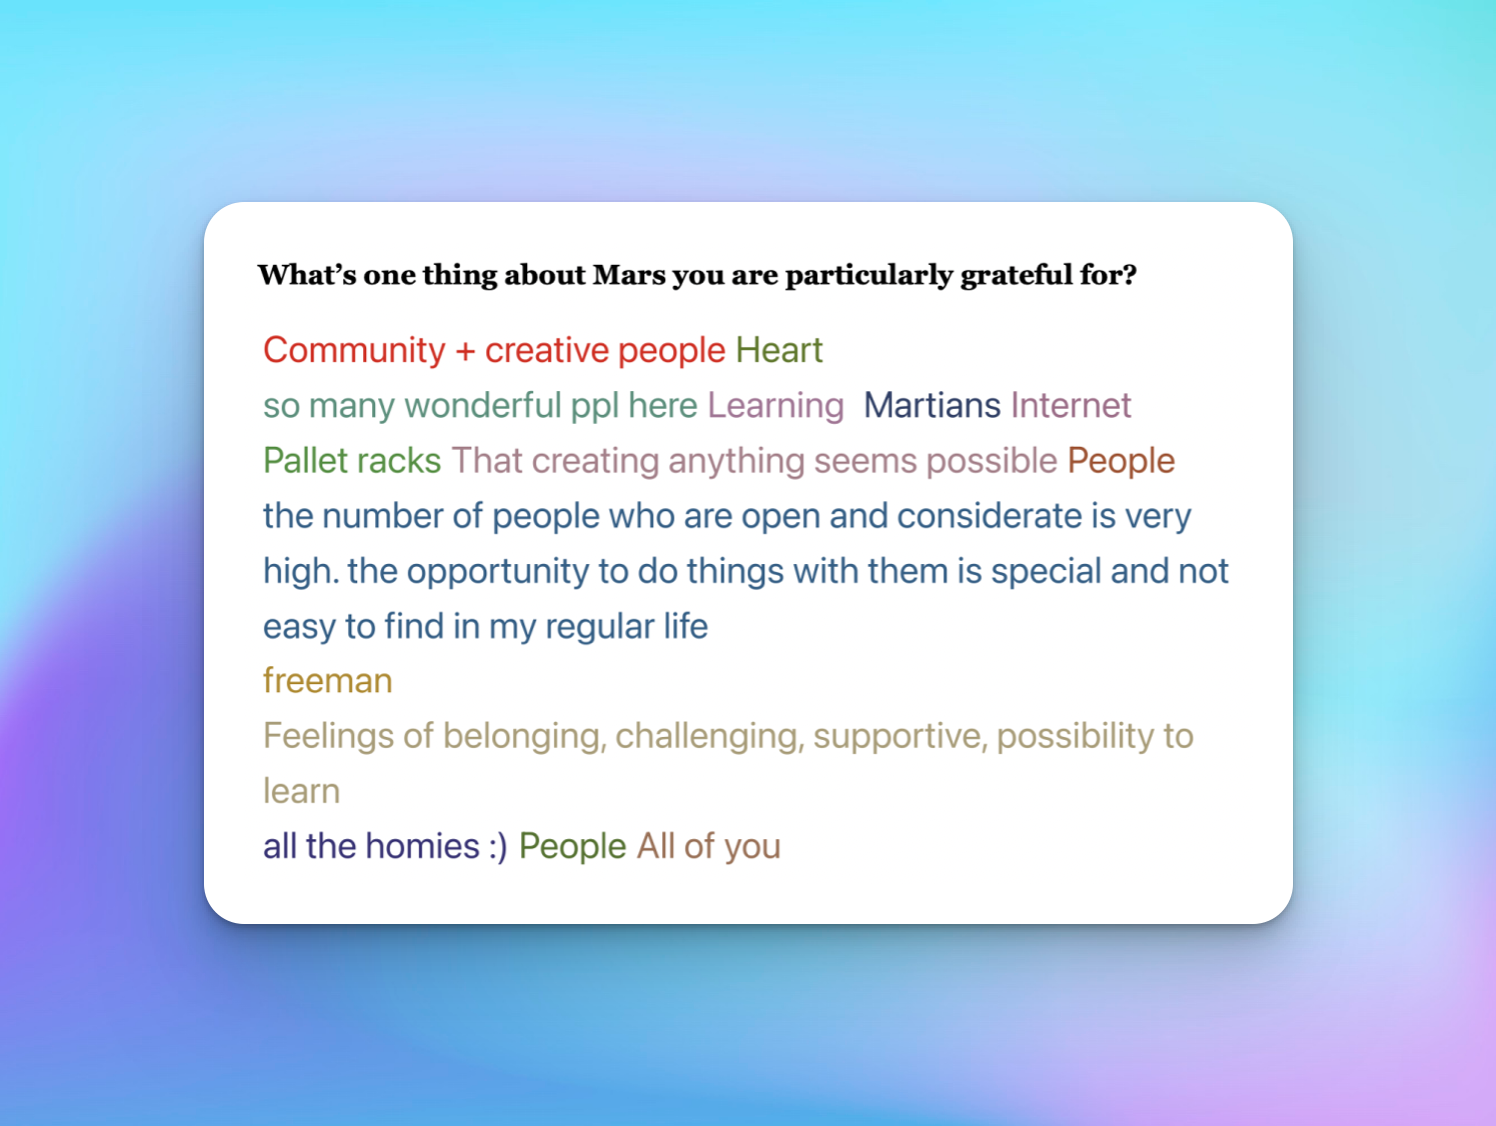 What’s one thing about Mars you are particularly grateful for?
Community + creative people Heart
so many wonderful ppl here Learning Martians Internet
Pallet racks That creating anything seems possible People
the number of people who are open and considerate is very
high. the opportunity to do things with them is special and not
easy to find in my regular life
freeman
Feelings of belonging, challenging, supportive, possibility to
learn
all the homies :) People All of you